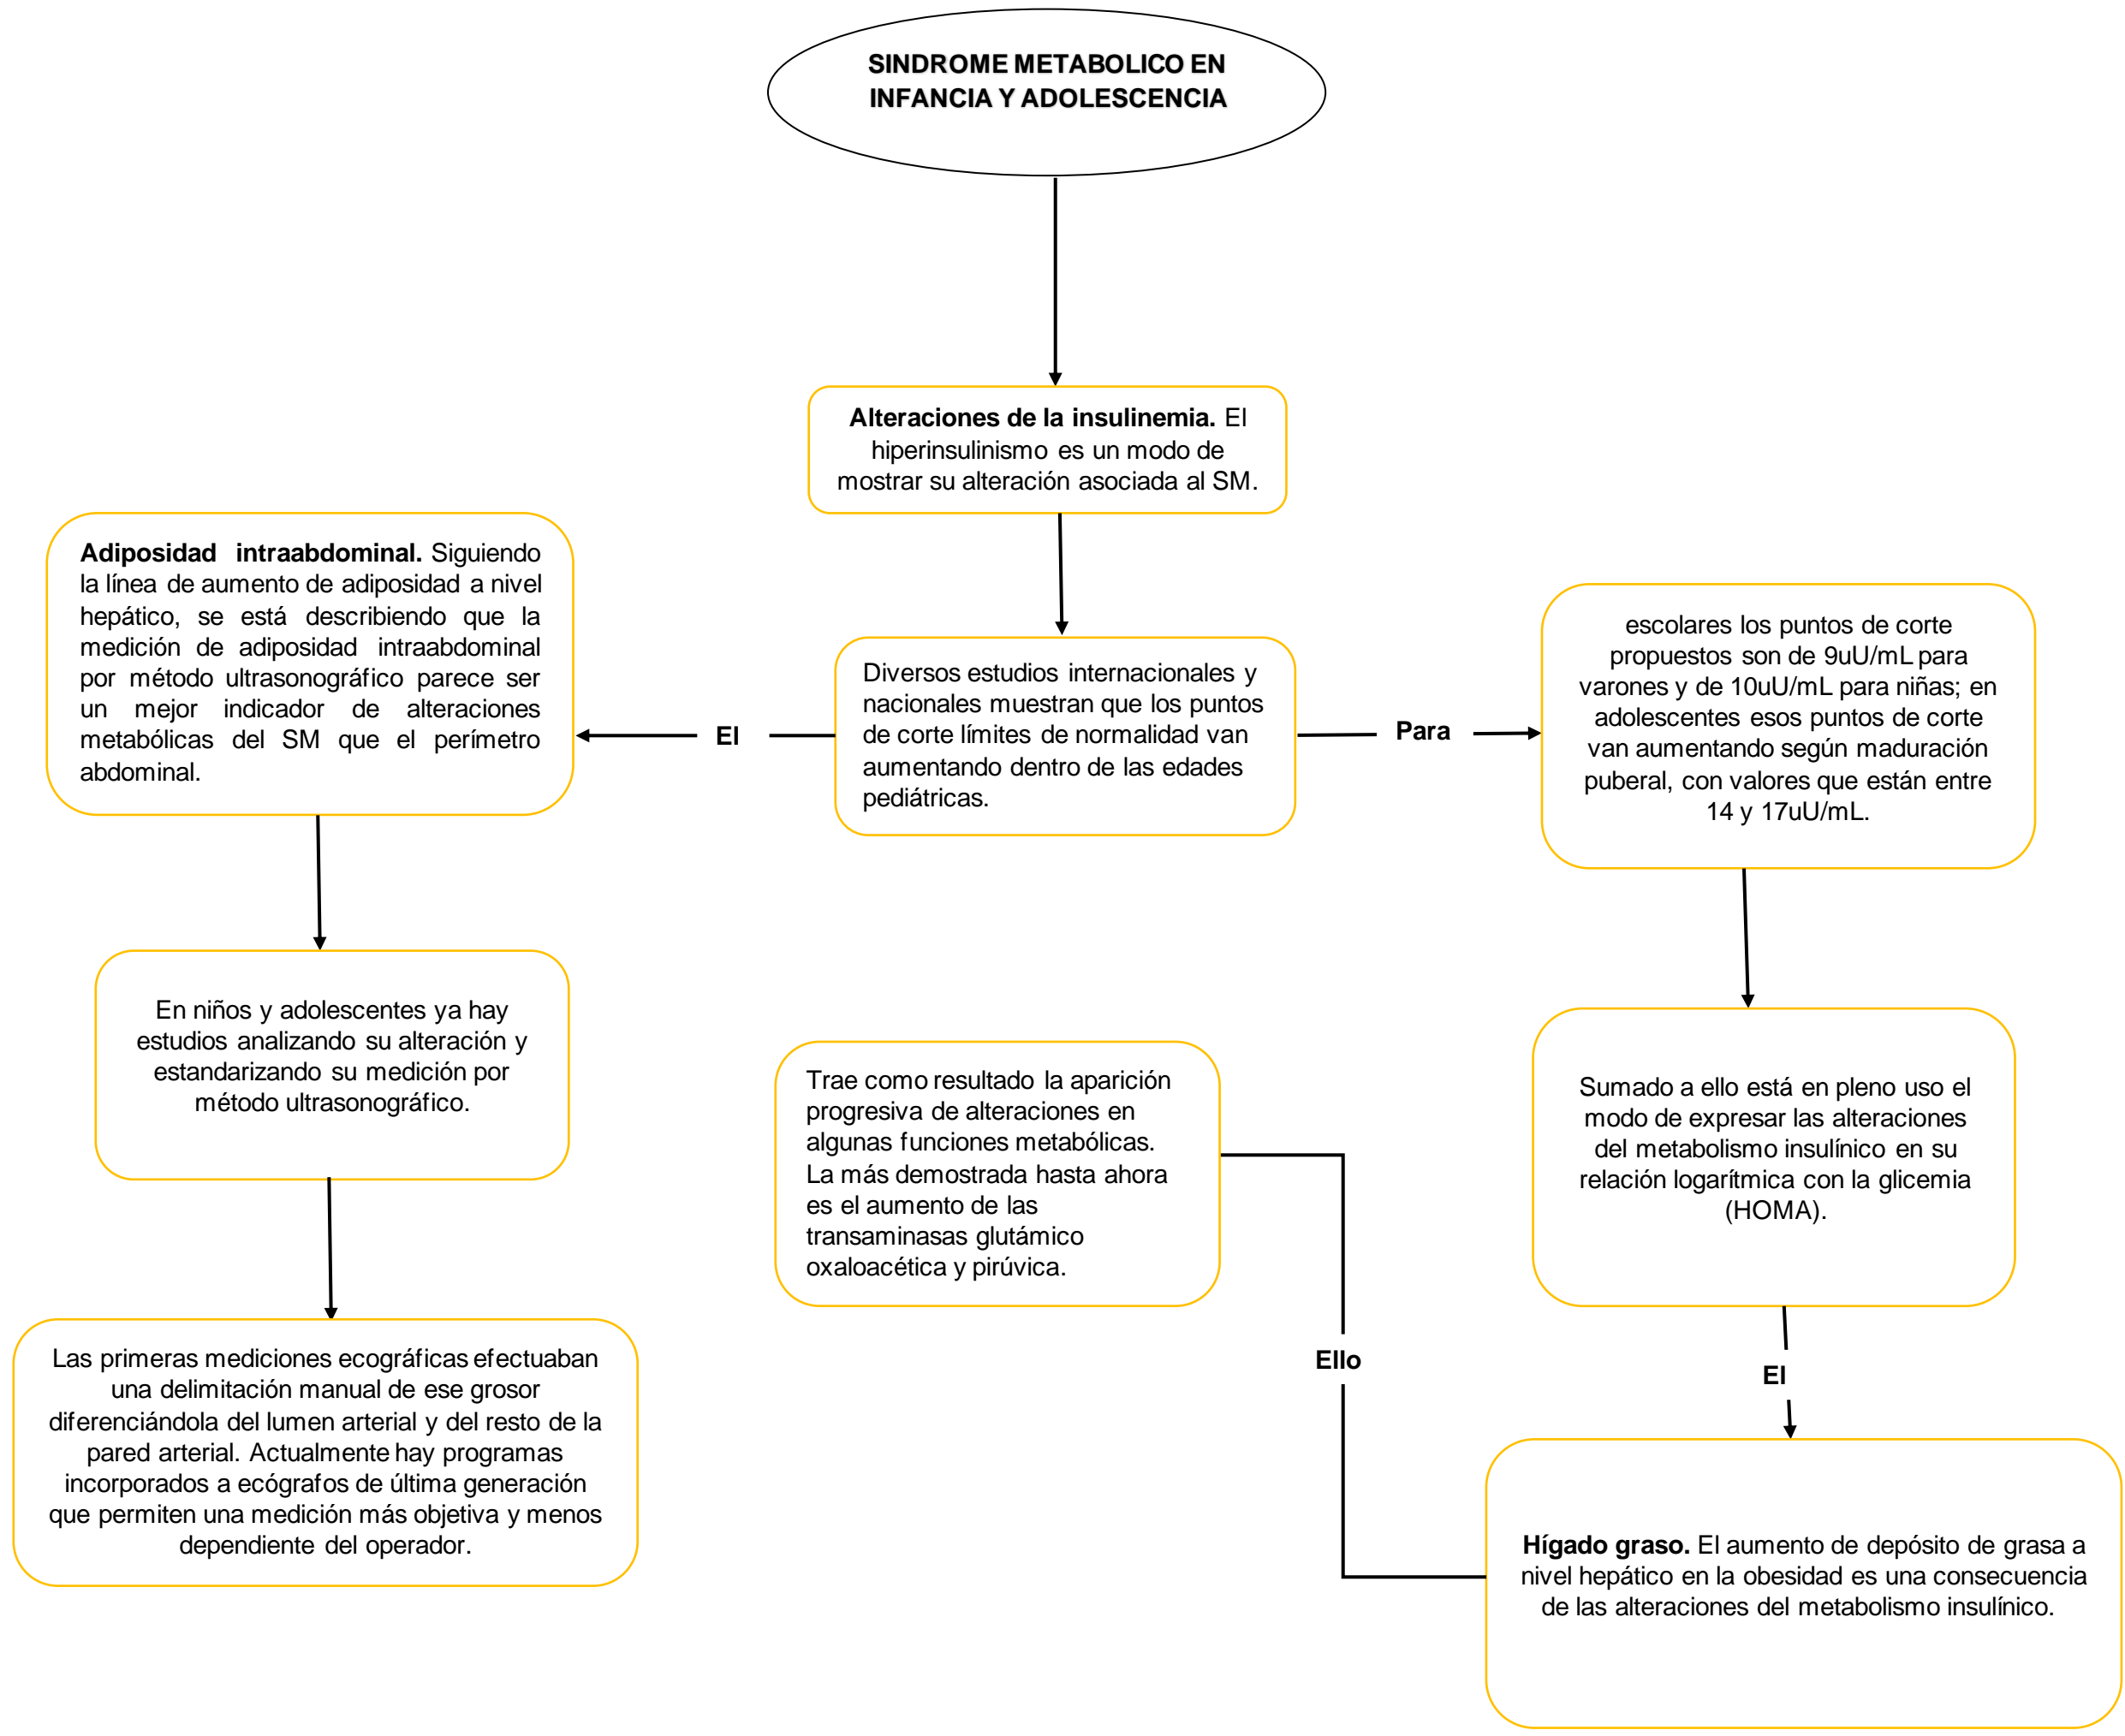 SINDROME METABOLICO EN
INFANCIA Y ADOLESCENCIA
Alteraciones de la insulinemia. El
hiperinsulinismo es un modo de
mostrar su alteración asociada al SM.
Adiposidad intraabdominal. Siguiendo
la línea de aumento de adiposidad a nivel
hepático, se está describiendo que la
medición de adiposidad intraabdominal
por método ultrasonográfico parece ser
un mejor indicador de alteraciones
metabólicas del SM que el perímetro
abdominal.
El
Diversos estudios internacionales y
nacionales muestran que los puntos
de corte límites de normalidad van
aumentando dentro de las edades
pediátricas.
Para
escolares los puntos de corte
propuestos son de 9uU/mL para
varones y de 10uU/mL para niñas; en
adolescentes esos puntos de corte
van aumentando según maduración
puberal, con valores que están entre
14 y 17uU/mL.
En niños y adolescentes ya hay
estudios analizando su alteración y
estandarizando su medición por
método ultrasonográfico.
Trae como resultado la aparición
progresiva de alteraciones en
algunas funciones metabólicas.
La más demostrada hasta ahora
es el aumento de las
transaminasas glutámico
oxaloacética y pirúvica.
Sumado a ello está en pleno uso el
modo de expresar las alteraciones
del metabolismo insulínico en su
relación logarítmica con la glicemia
(HOMA).
Las primeras mediciones ecográficas efectuaban
una delimitación manual de ese grosor
diferenciándola del lumen arterial y del resto de la
pared arterial. Actualmente hay programas
incorporados a ecógrafos de última generación
que permiten una medición más objetiva y menos
dependiente del operador.
Ello
El
Hígado graso. El aumento de depósito de grasa a
nivel hepático en la obesidad es una consecuencia
de las alteraciones del metabolismo insulínico.